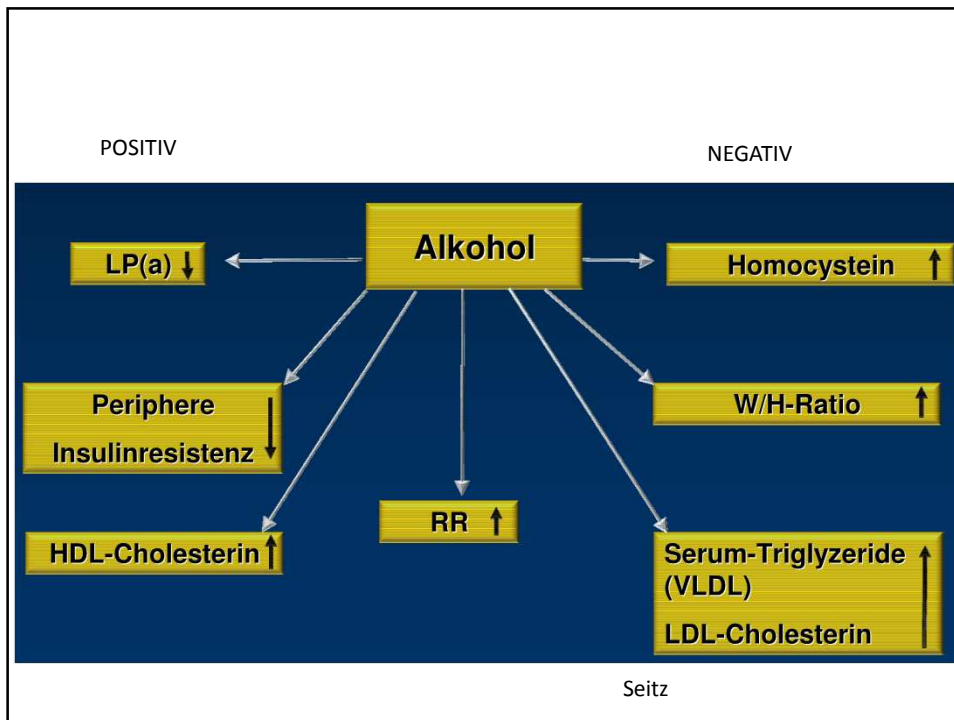 POSITIV
NEGATIV
Alkohol
LP(a) ↓
Homocystein ↑
Periphere
Insulinresistenz ↓
W/H-Ratio ↑
HDL-Cholesterin ↑
RR ↑
Serum-Triglyzeride
(VLDL)
LDL-Cholesterin ↑
Seitz